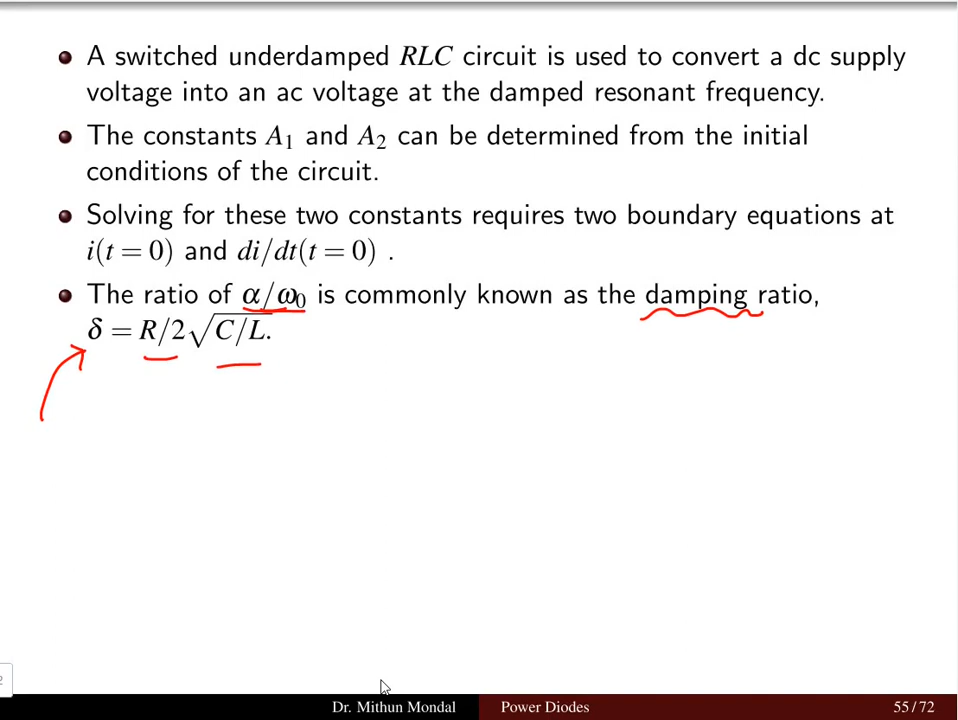 A switched underdamped RLC circuit is used to convert a dc supply
voltage into an ac voltage at the damped resonant frequency.
The constants A₁ and A₂ can be determined from the initial
conditions of the circuit.
Solving for these two constants requires two boundary equations at
i(t = 0) and di/dt(t = 0) .
The ratio of α/ω₀ is commonly known as the damping ratio,
δ = R/2√C/L.
2
Dr. Mithun Mondal Power Diodes 55 / 72